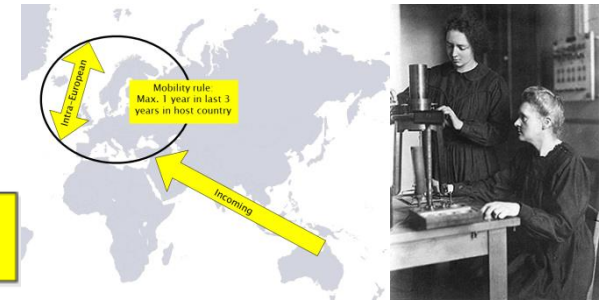 Intra-European
Mobility rule:
Max. 1 year in last 3
years in host country
Incoming